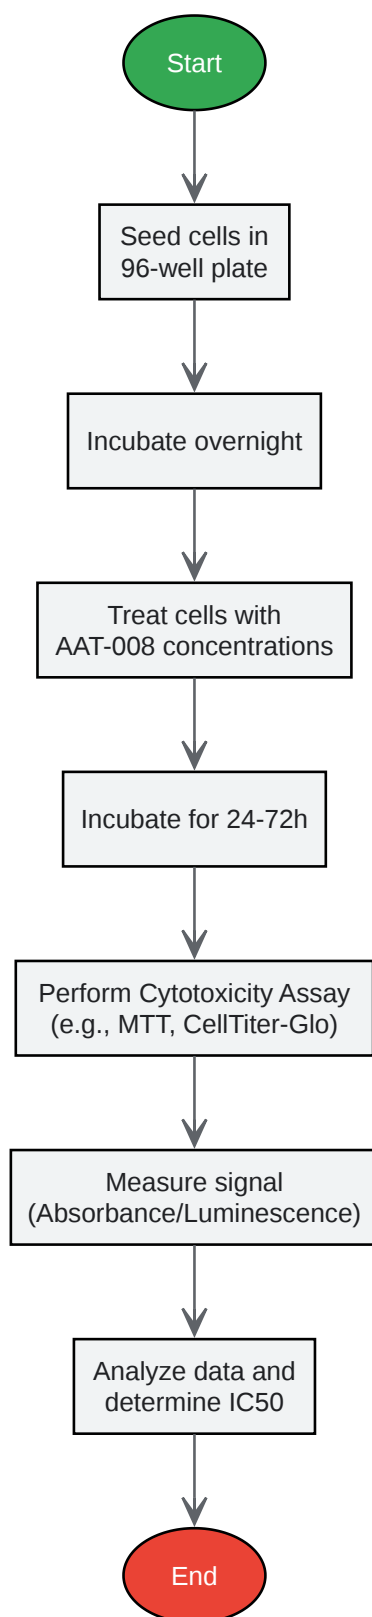 Start
Seed cells in
96-well plate
Incubate overnight
Treat cells with
AAT-008 concentrations
Incubate for 24-72h
Perform Cytotoxicity Assay
(e.g., MTT, CellTiter-Glo)
Measure signal
(Absorbance/Luminescence)
Analyze data and
determine IC50
End